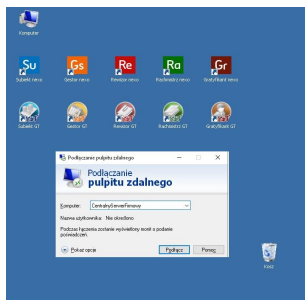 Komputer
Su
Gs
Re
Ra
Gr
Subiekt nexo
Gestor nexo
Rewizor nexo
Rachmistrz nexo
Gratyfikant nexo
Subiekt GT
Gestor GT
Rewizor GT
Rachmistrz GT
Gratyfikant GT
Podłączanie pulpitu zdalnego
Podłączanie
pulpitu zdalnego
Komputer:
CentralnySerwerFirmowy
Nazwa użytkownika: Nie określono
Podczas łączenia zostanie wyświetlony monit o podanie
poświadczeń.
Pokaż opcje
Podłącz
Pomoc
Kosz